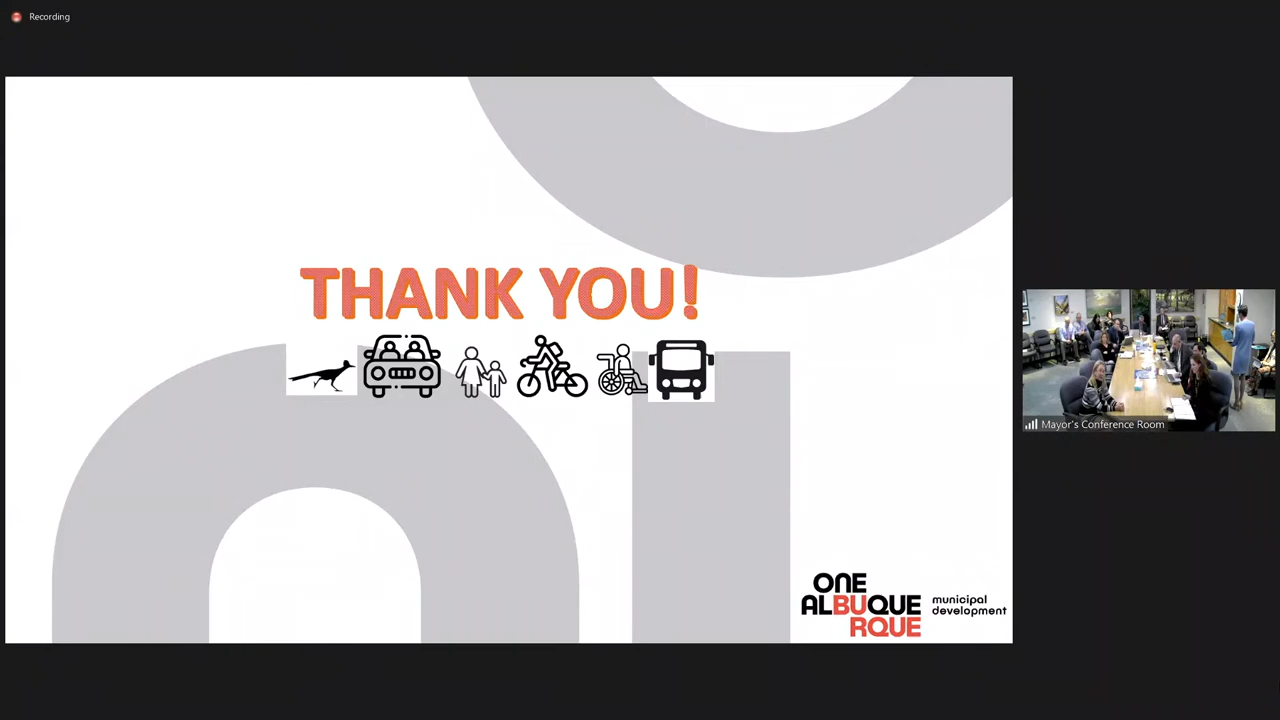 Recording
THANK YOU!
Mayor's Conference Room
ONE
ALBUQUE
RQUE
municipal
development